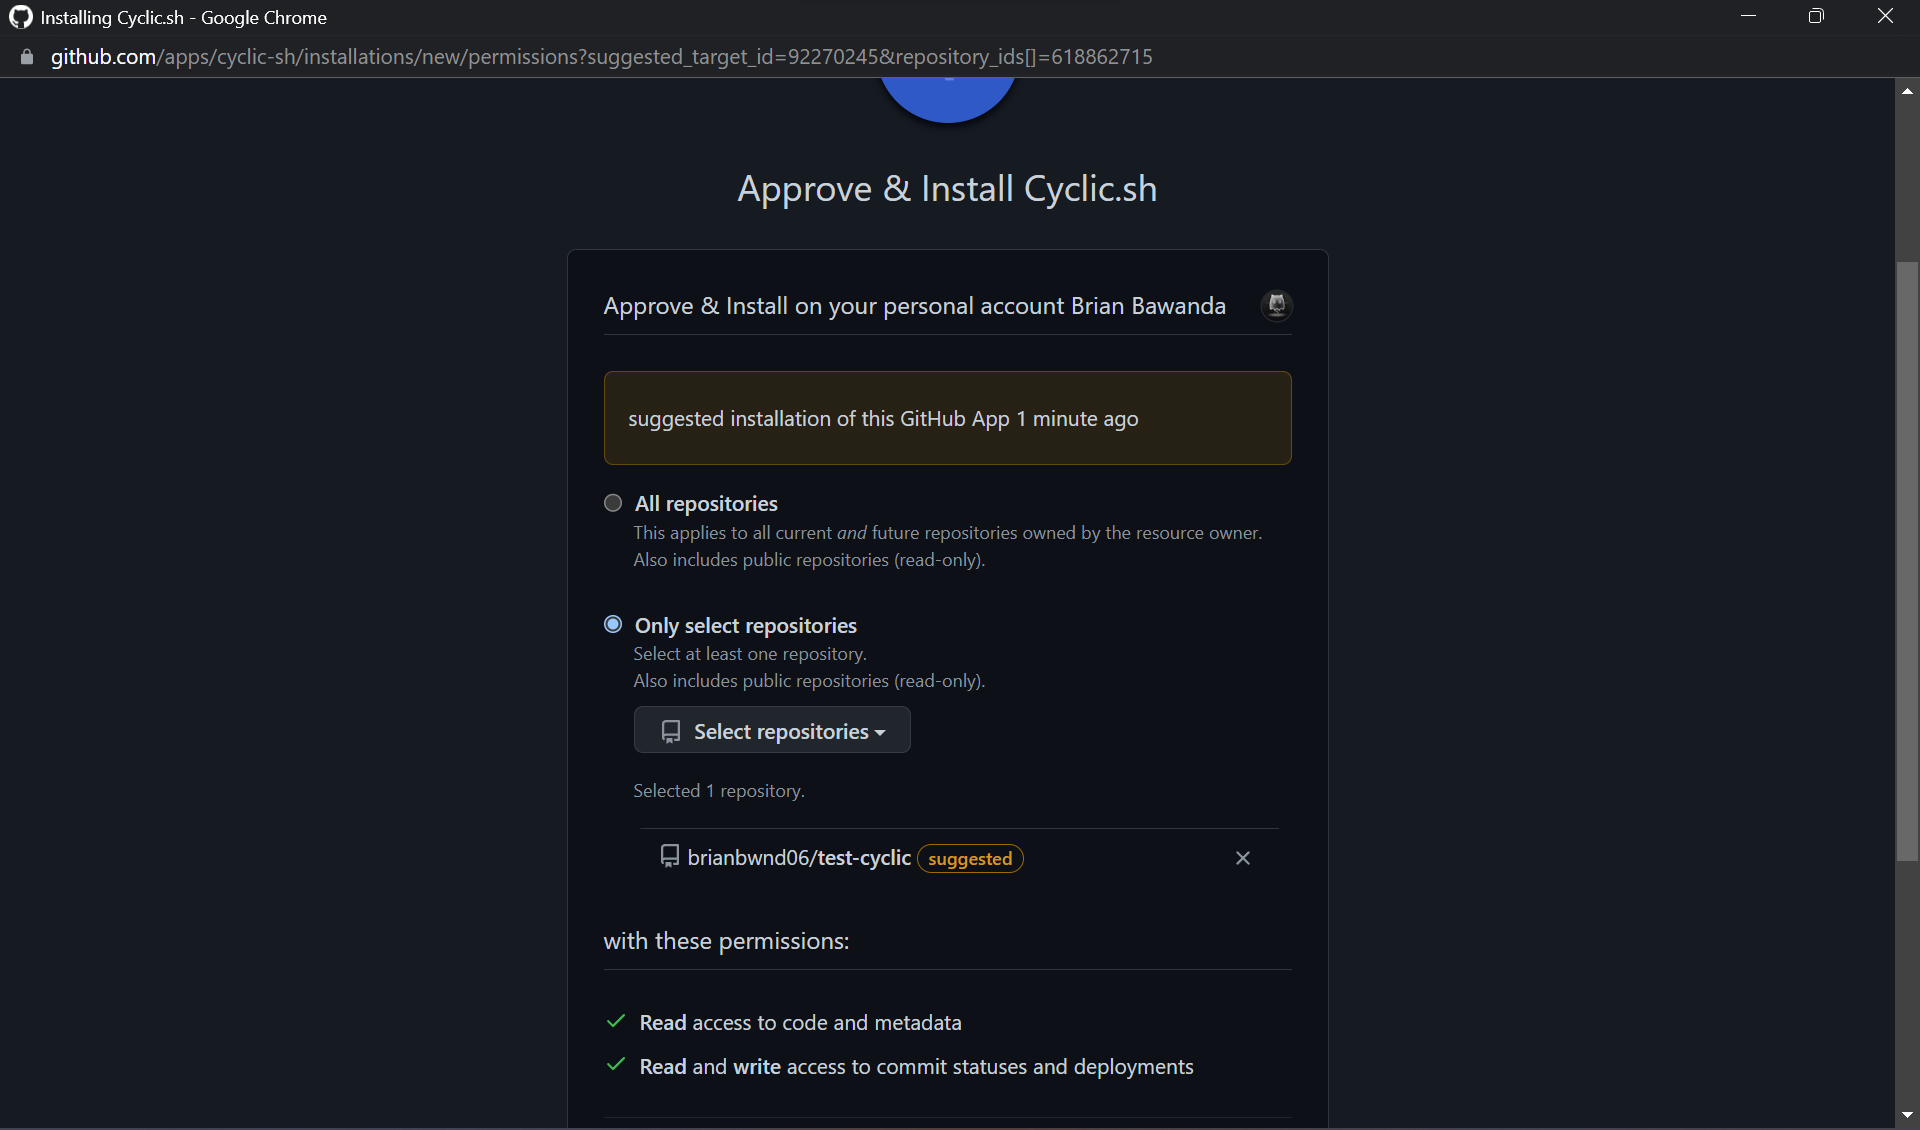 Installing Cyclic.sh - Google Chrome
github.com/apps/cyclic-sh/installations/new/permissions?suggested_target_id=92270245&repository_ids[]=618862715
Approve & Install Cyclic.sh
Approve & Install on your personal account Brian Bawanda
suggested installation of this GitHub App 1 minute ago
All repositories
This applies to all current and future repositories owned by the resource owner.
Also includes public repositories (read-only).
Only select repositories
Select at least one repository.
Also includes public repositories (read-only).
Select repositories
Selected 1 repository.
brianbwnd06/test-cyclic suggested
with these permissions:
Read access to code and metadata
Read and write access to commit statuses and deployments